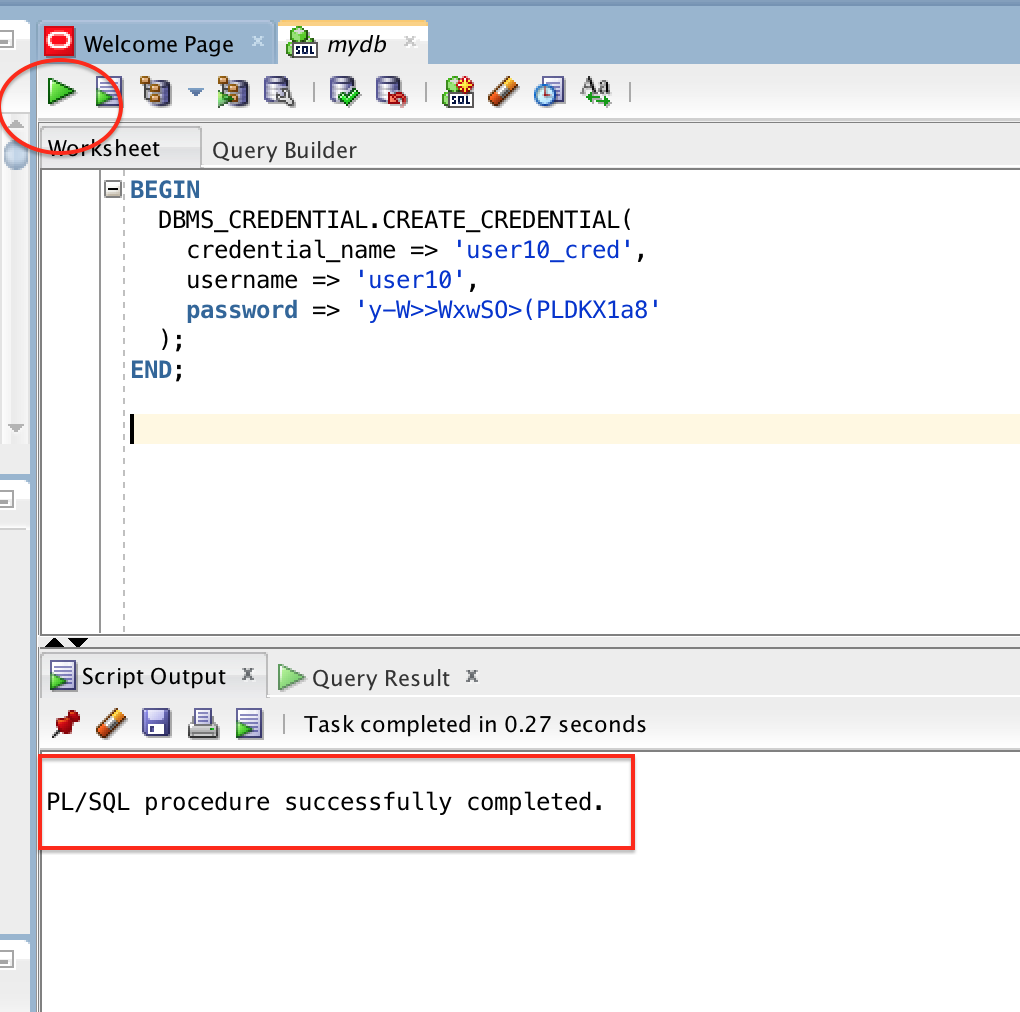 Welcome Page
mydb
Worksheet
Query Builder
BEGIN
DBMS_CREDENTIAL.CREATE_CREDENTIAL(
credential_name => 'user10_cred',
username => 'user10',
password => 'y-W>>WxwSO>(PLDKX1a8'
);
END;
Script Output
Query Result
Task completed in 0.27 seconds
PL/SQL procedure successfully completed.